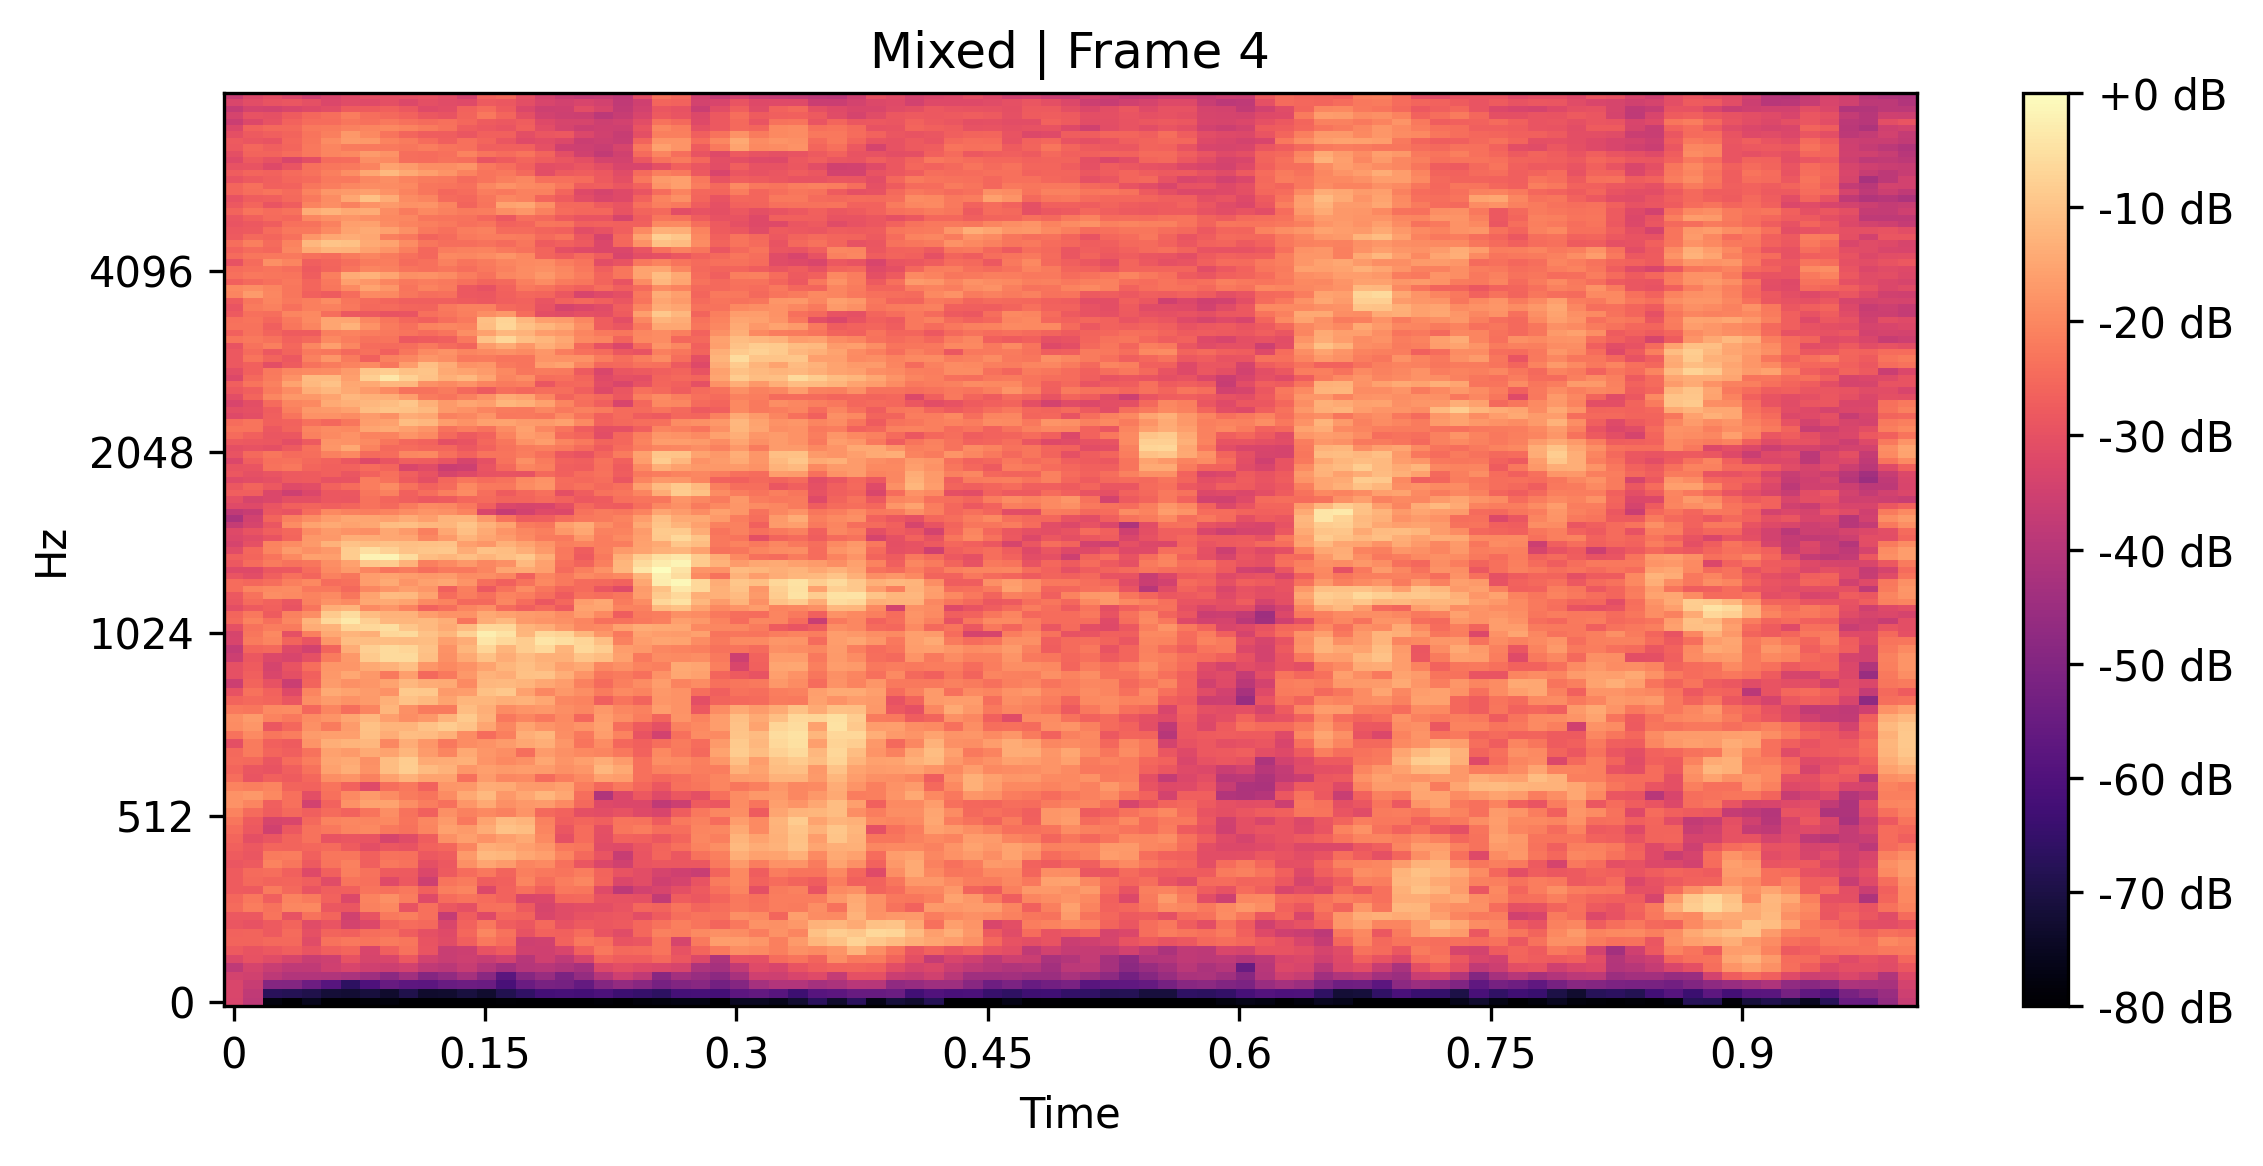 Mixed | Frame 4
Hz
4096
2048
1024
512
0
0 0.15 0.3 0.45 0.6 0.75 0.9
Time
+0 dB
-10 dB
-20 dB
-30 dB
-40 dB
-50 dB
-60 dB
-70 dB
-80 dB